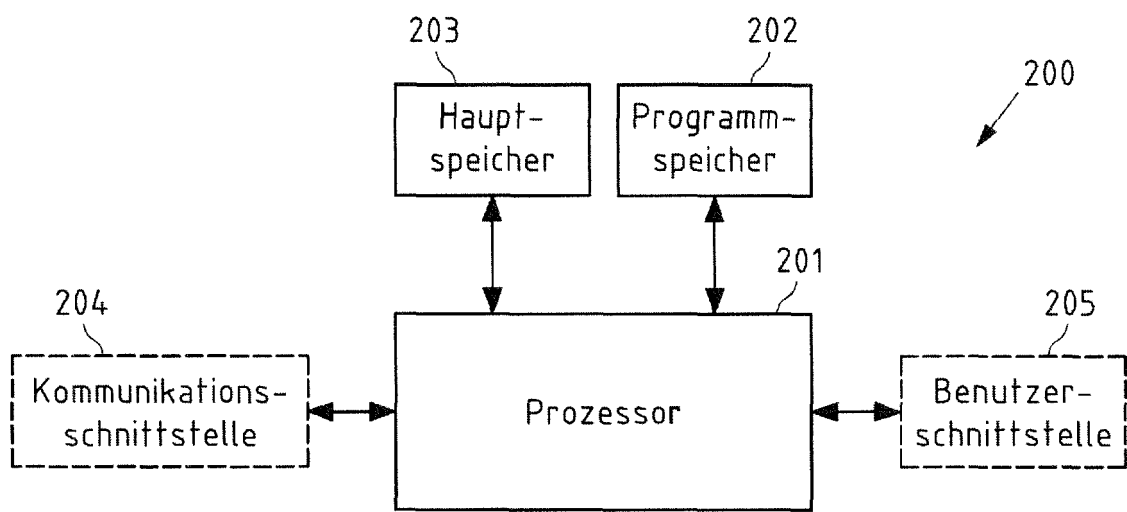 203
202
200
Haupt-
speicher
Programm-
speicher
201
204
205
Kommunikations-
schnittstelle
Prozessor
Benutzer-
schnittstelle